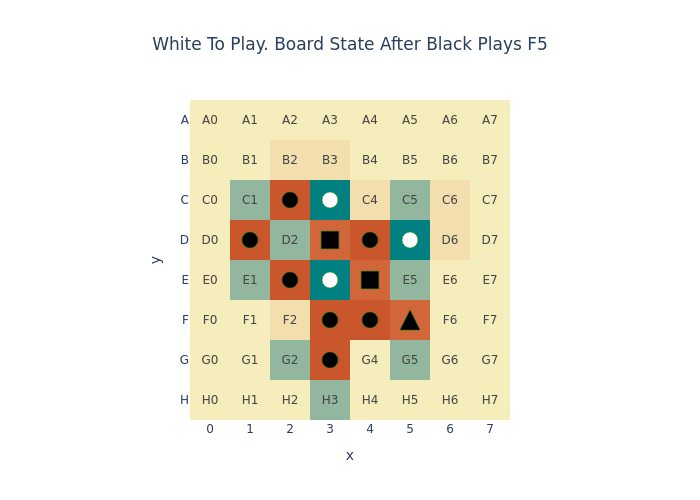 White To Play. Board State After Black Plays F5
A A0 A1 A2 A3 A4 A5 A6 A7
B B0 B1 B2 B3 B4 B5 B6 B7
C C0 C1 C3 C4 C5 C6 C7
D D0 D2 D6 D7
E E0 E1 E5 E6 E7
F F0 F1 F2 F6 F7
G G0 G1 G2 G4 G5 G6 G7
H H0 H1 H2 H3 H4 H5 H6 H7
0 1 2 3 4 5 6 7
x
y